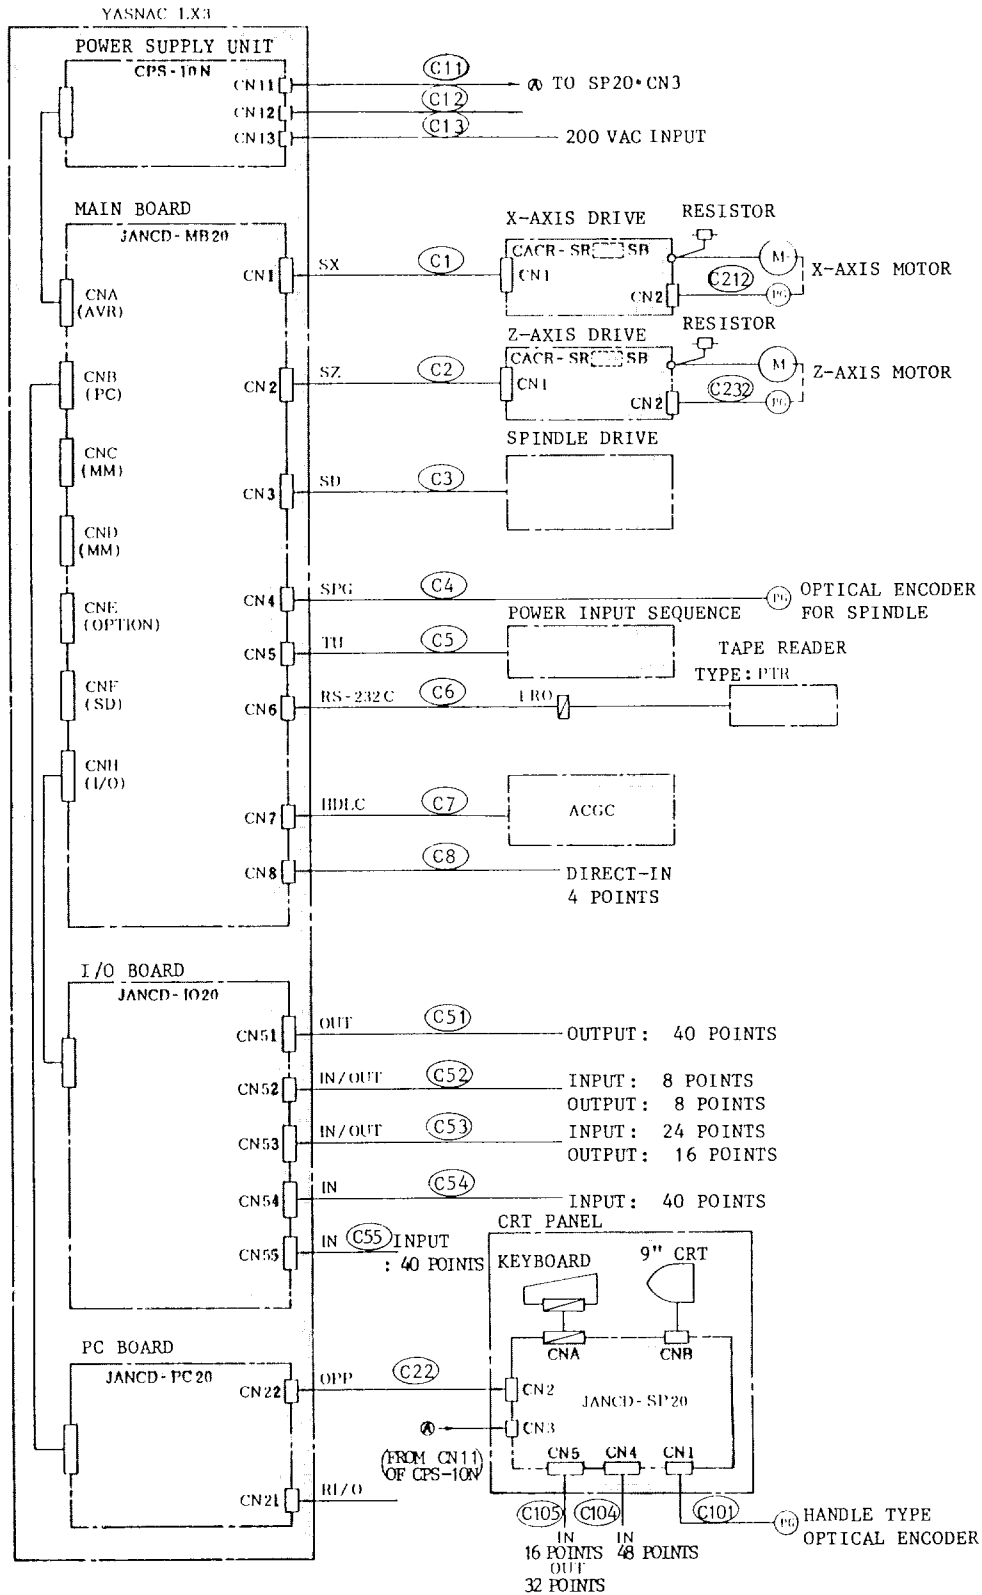 YASNAC LX3
POWER SUPPLY UNIT
CPS-10N
CN11
C11
Ⓐ TO SP20•CN3
CN12
C12
CN13
C13
200 VAC INPUT
MAIN BOARD
JANCD-MB20
CNA
(AVR)
CNB
(PC)
CNC
(MM)
CND
(MM)
CNE
(OPTION)
CNF
(SD)
CNH
(I/O)
CN1
SX
C1
X-AXIS DRIVE
CACR-SR SB
CN1
CN2
RESISTOR
M
C212
PG
X-AXIS MOTOR
CN2
SZ
C2
Z-AXIS DRIVE
CACR-SR SB
CN1
CN2
RESISTOR
M
C232
PG
Z-AXIS MOTOR
CN3
SD
C3
SPINDLE DRIVE
CN4
SPG
C4
PG
OPTICAL ENCODER
FOR SPINDLE
CN5
TU
C5
POWER INPUT SEQUENCE
CN6
RS-232C
C6
TAPE READER
TYPE: PTR
CN7
HDLC
C7
ACGC
CN8
C8
DIRECT-IN
4 POINTS
I/O BOARD
JANCD-IO20
CN51
OUT
C51
OUTPUT: 40 POINTS
CN52
IN/OUT
C52
INPUT: 8 POINTS
OUTPUT: 8 POINTS
CN53
IN/OUT
C53
INPUT: 24 POINTS
OUTPUT: 16 POINTS
CN54
IN
C54
INPUT: 40 POINTS
CN55
IN
C55
INPUT
: 40 POINTS
CRT PANEL
KEYBOARD
9" CRT
CNA
CNB
JANCD-SP20
CN2
CN3
CN5
CN4
CN1
PC BOARD
JANCD-PC20
CN22
OPP
C22
Ⓐ
(FROM CN11
OF CPS-10N)
CN21
RI/O
C105
C104
C101
IN
16 POINTS
OUT
32 POINTS
IN
48 POINTS
PG
HANDLE TYPE
OPTICAL ENCODER